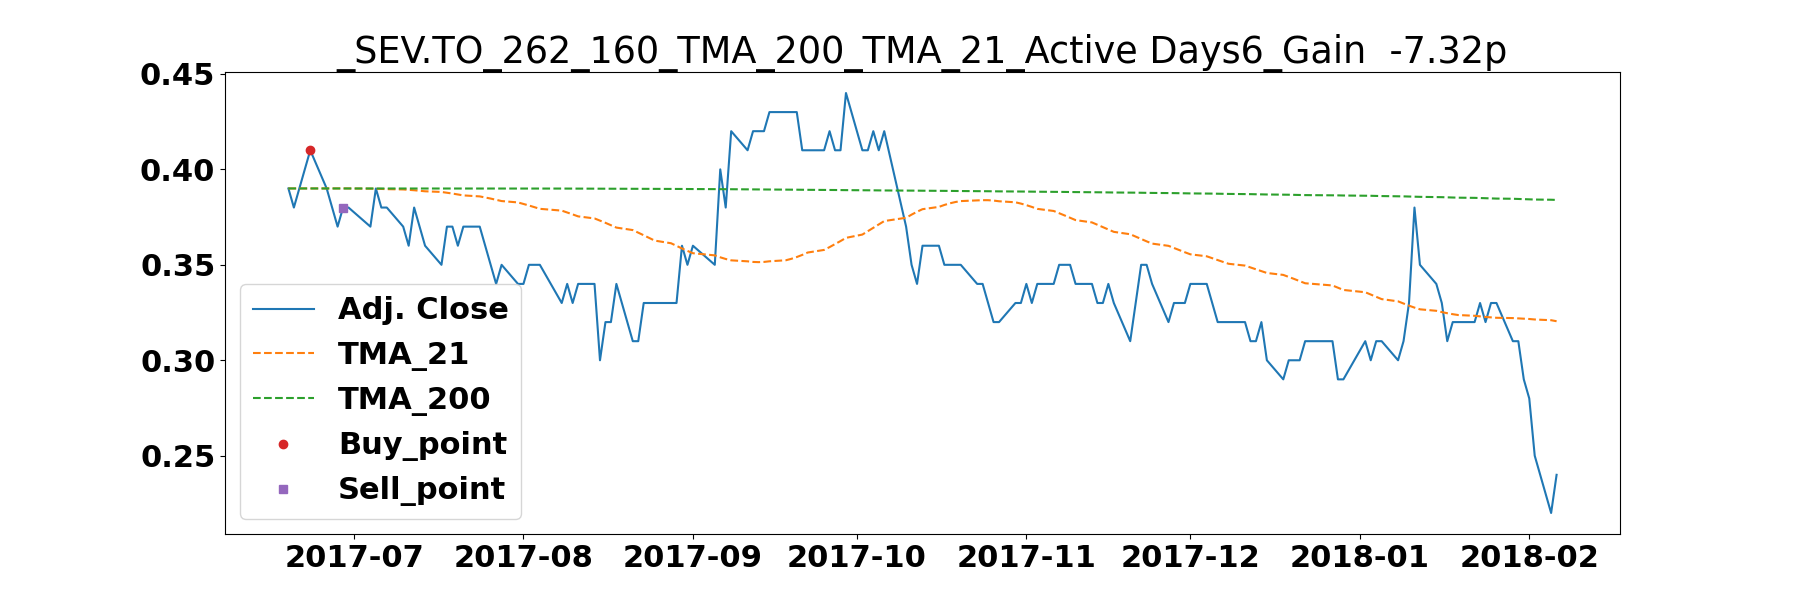 _SEV.TO_262_160_TMA_200_TMA_21_Active Days6_Gain  -7.32p
0.45
0.40
0.35
0.30
0.25
Adj. Close
TMA_21
TMA_200
Buy_point
Sell_point
2017-07 2017-08 2017-09 2017-10 2017-11 2017-12 2018-01 2018-02